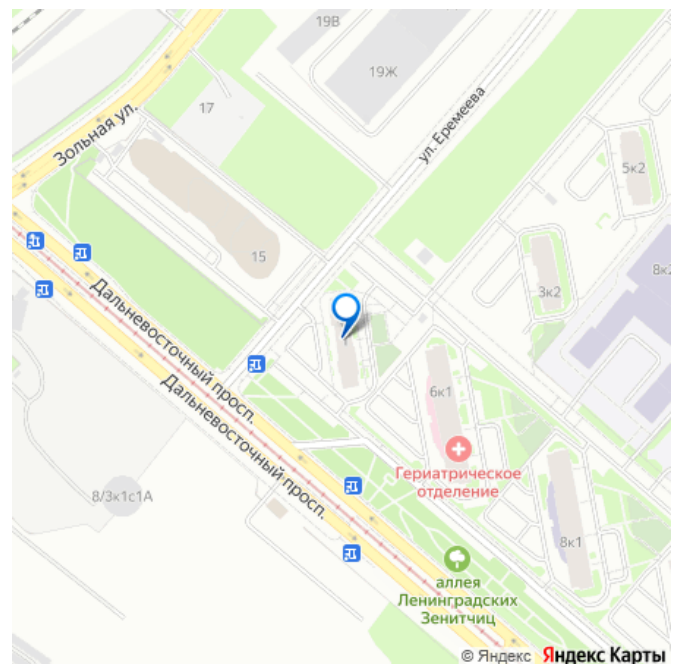 19В
19Ж
17
Зольная ул.
ул. Еремеева
5к2
15
8к2
3к2
Дальневосточный просп.
Дальневосточный просп.
6к1
Гериатрическое
отделение
8/3к1с1А
8к1
аллея
Ленинградских
Зенитчиц
© Яндекс Яндекс Карты